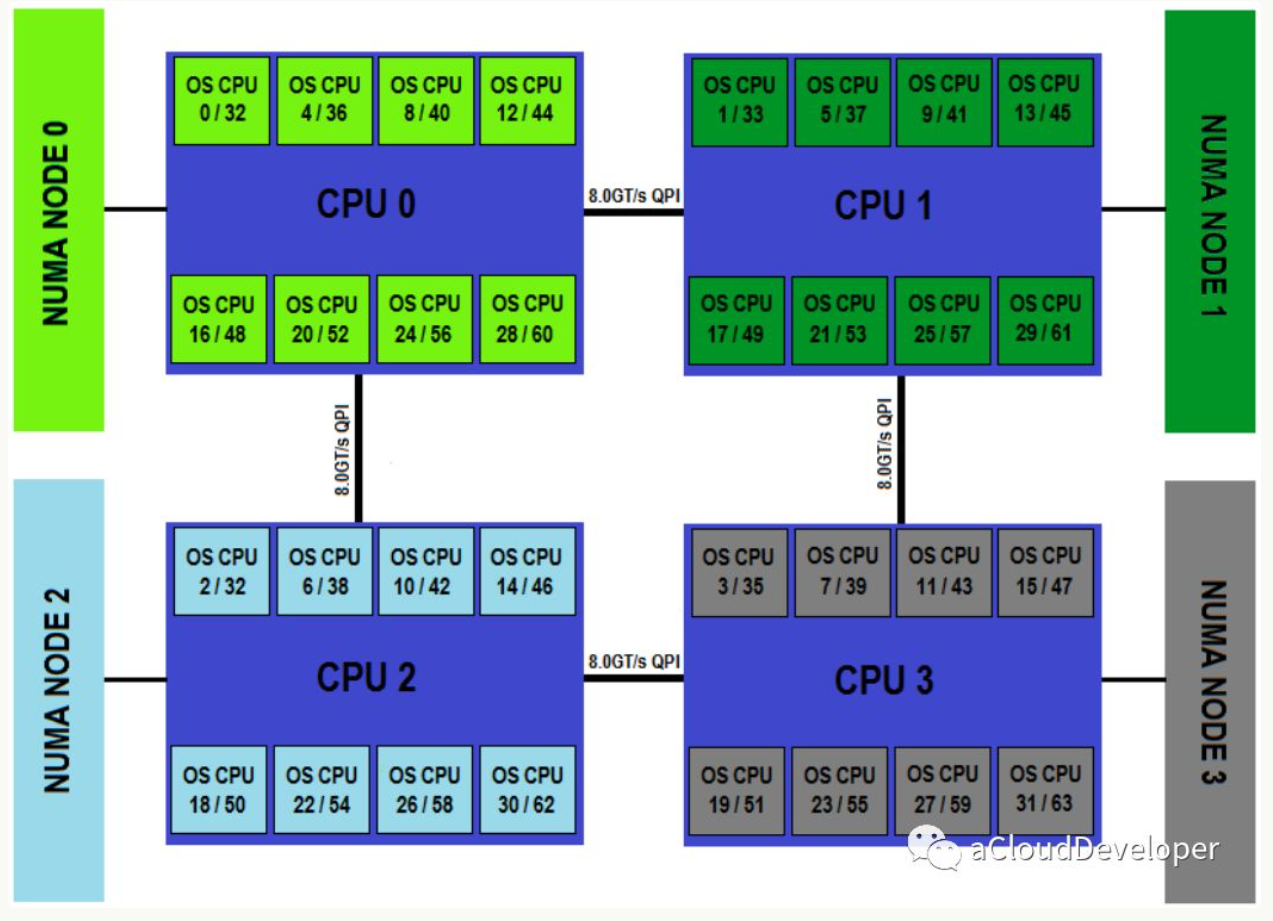 NUMA NODE 0
OS CPU
0 / 32
OS CPU
4 / 36
OS CPU
8 / 40
OS CPU
12 / 44
CPU 0
OS CPU
16 / 48
OS CPU
20 / 52
OS CPU
24 / 56
OS CPU
28 / 60
8.0GT/s QPI
OS CPU
1 / 33
OS CPU
5 / 37
OS CPU
9 / 41
OS CPU
13 / 45
CPU 1
OS CPU
17 / 49
OS CPU
21 / 53
OS CPU
25 / 57
OS CPU
29 / 61
NUMA NODE 1
8.0GT/s QPI
8.0GT/s QPI
NUMA NODE 2
OS CPU
2 / 32
OS CPU
6 / 38
OS CPU
10 / 42
OS CPU
14 / 46
CPU 2
OS CPU
18 / 50
OS CPU
22 / 54
OS CPU
26 / 58
OS CPU
30 / 62
8.0GT/s QPI
OS CPU
3 / 35
OS CPU
7 / 39
OS CPU
11 / 43
OS CPU
15 / 47
CPU 3
OS CPU
19 / 51
OS CPU
23 / 55
OS CPU
27 / 59
OS CPU
31 / 63
NUMA NODE 3
aCloudDeveloper